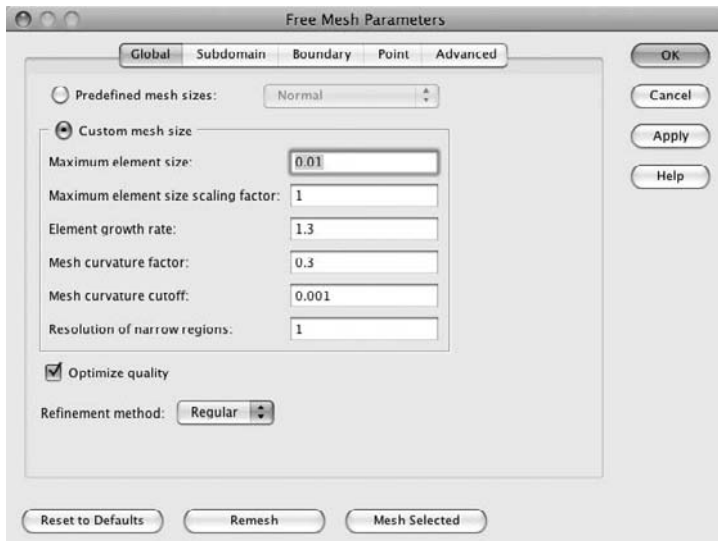 Free Mesh Parameters
Global Subdomain Boundary Point Advanced
OK
Predefined mesh sizes: Normal
Cancel
Custom mesh size
Apply
Maximum element size: 0.01
Help
Maximum element size scaling factor: 1
Element growth rate: 1.3
Mesh curvature factor: 0.3
Mesh curvature cutoff: 0.001
Resolution of narrow regions: 1
Optimize quality
Refinement method: Regular
Reset to Defaults Remesh Mesh Selected